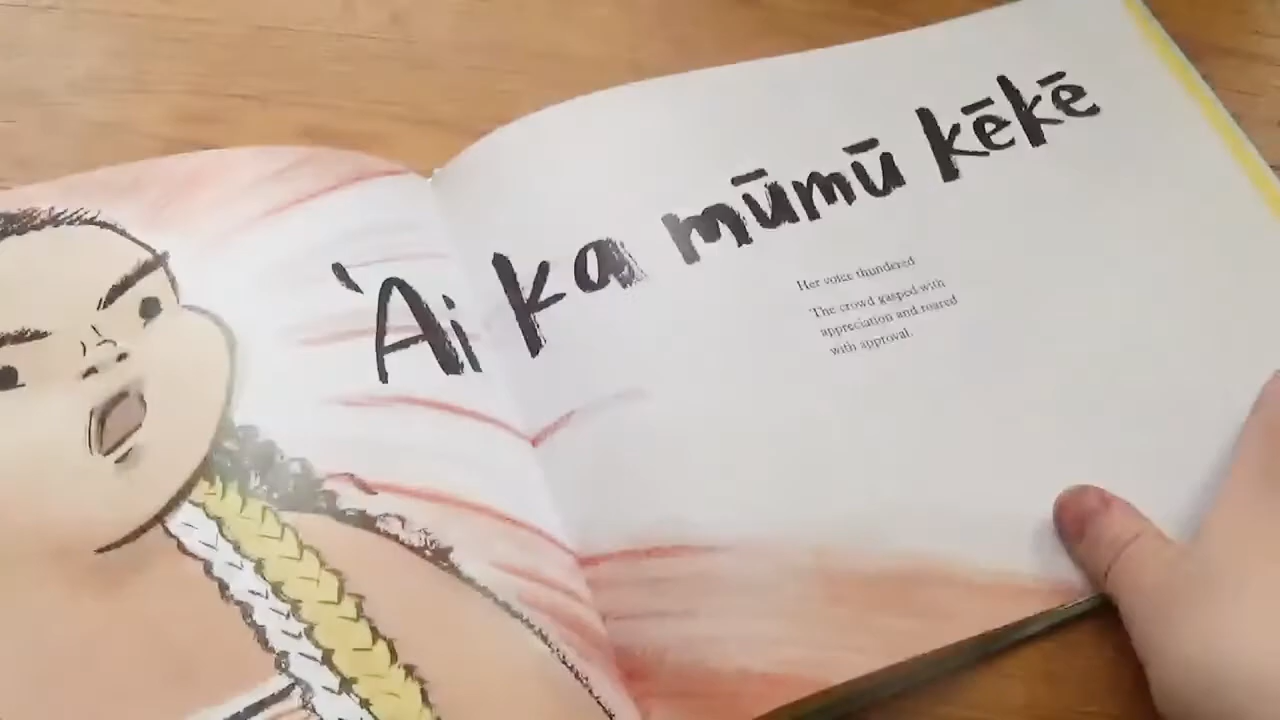 `Ai ka mūmū kēkē
Her voice thundered
The crowd gasped with
appreciation and roared
with approval.